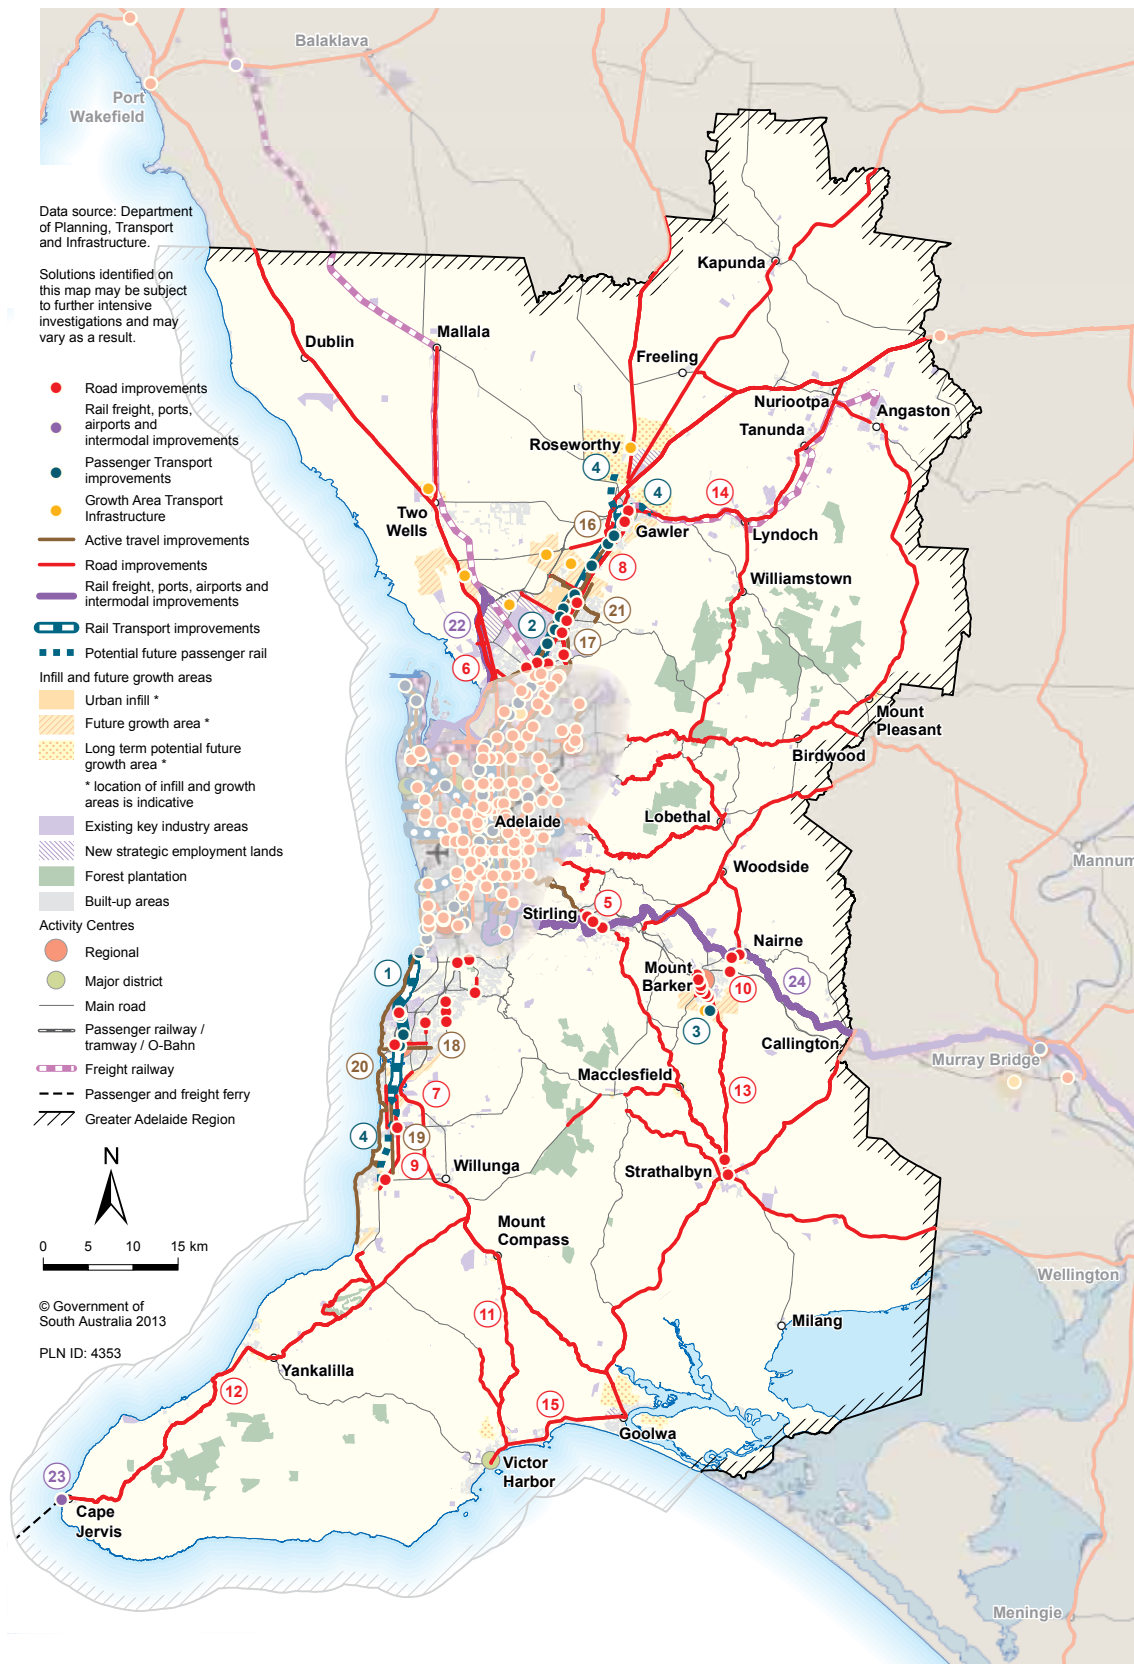 Balaklava
Port
Wakefield
Data source: Department
of Planning, Transport
and Infrastructure.
Solutions identified on
this map may be subject
to further intensive
investigations and may
vary as a result.
Kapunda
Dublin
Mallala
Freeling
Nuriootpa
Angaston
Tanunda
Roseworthy
4
4
14
Two
Wells
16
Gawler
Lyndoch
8
Williamstown
22
2
21
17
6
Mount
Pleasant
Birdwood
Adelaide
Lobethal
Mannum
Woodside
5
Stirling
Nairne
1
Mount
Barker
10
24
3
Callington
18
20
Murray Bridge
Macclesfield
7
13
4
19
9
Willunga
Strathalbyn
Mount
Compass
Wellington
11
Milang
Yankalilla
12
15
Goolwa
Victor
Harbor
23
Cape
Jervis
Meningie
Road improvements
Rail freight, ports,
airports and
intermodal improvements
Passenger Transport
improvements
Growth Area Transport
Infrastructure
Active travel improvements
Road improvements
Rail freight, ports, airports and
intermodal improvements
Rail Transport improvements
Potential future passenger rail
Infill and future growth areas
Urban infill *
Future growth area *
Long term potential future
growth area *
* location of infill and growth
areas is indicative
Existing key industry areas
New strategic employment lands
Forest plantation
Built-up areas
Activity Centres
Regional
Major district
Main road
Passenger railway /
tramway / O-Bahn
Freight railway
Passenger and freight ferry
Greater Adelaide Region
N
0 5 10 15 km
© Government of
South Australia 2013
PLN ID: 4353